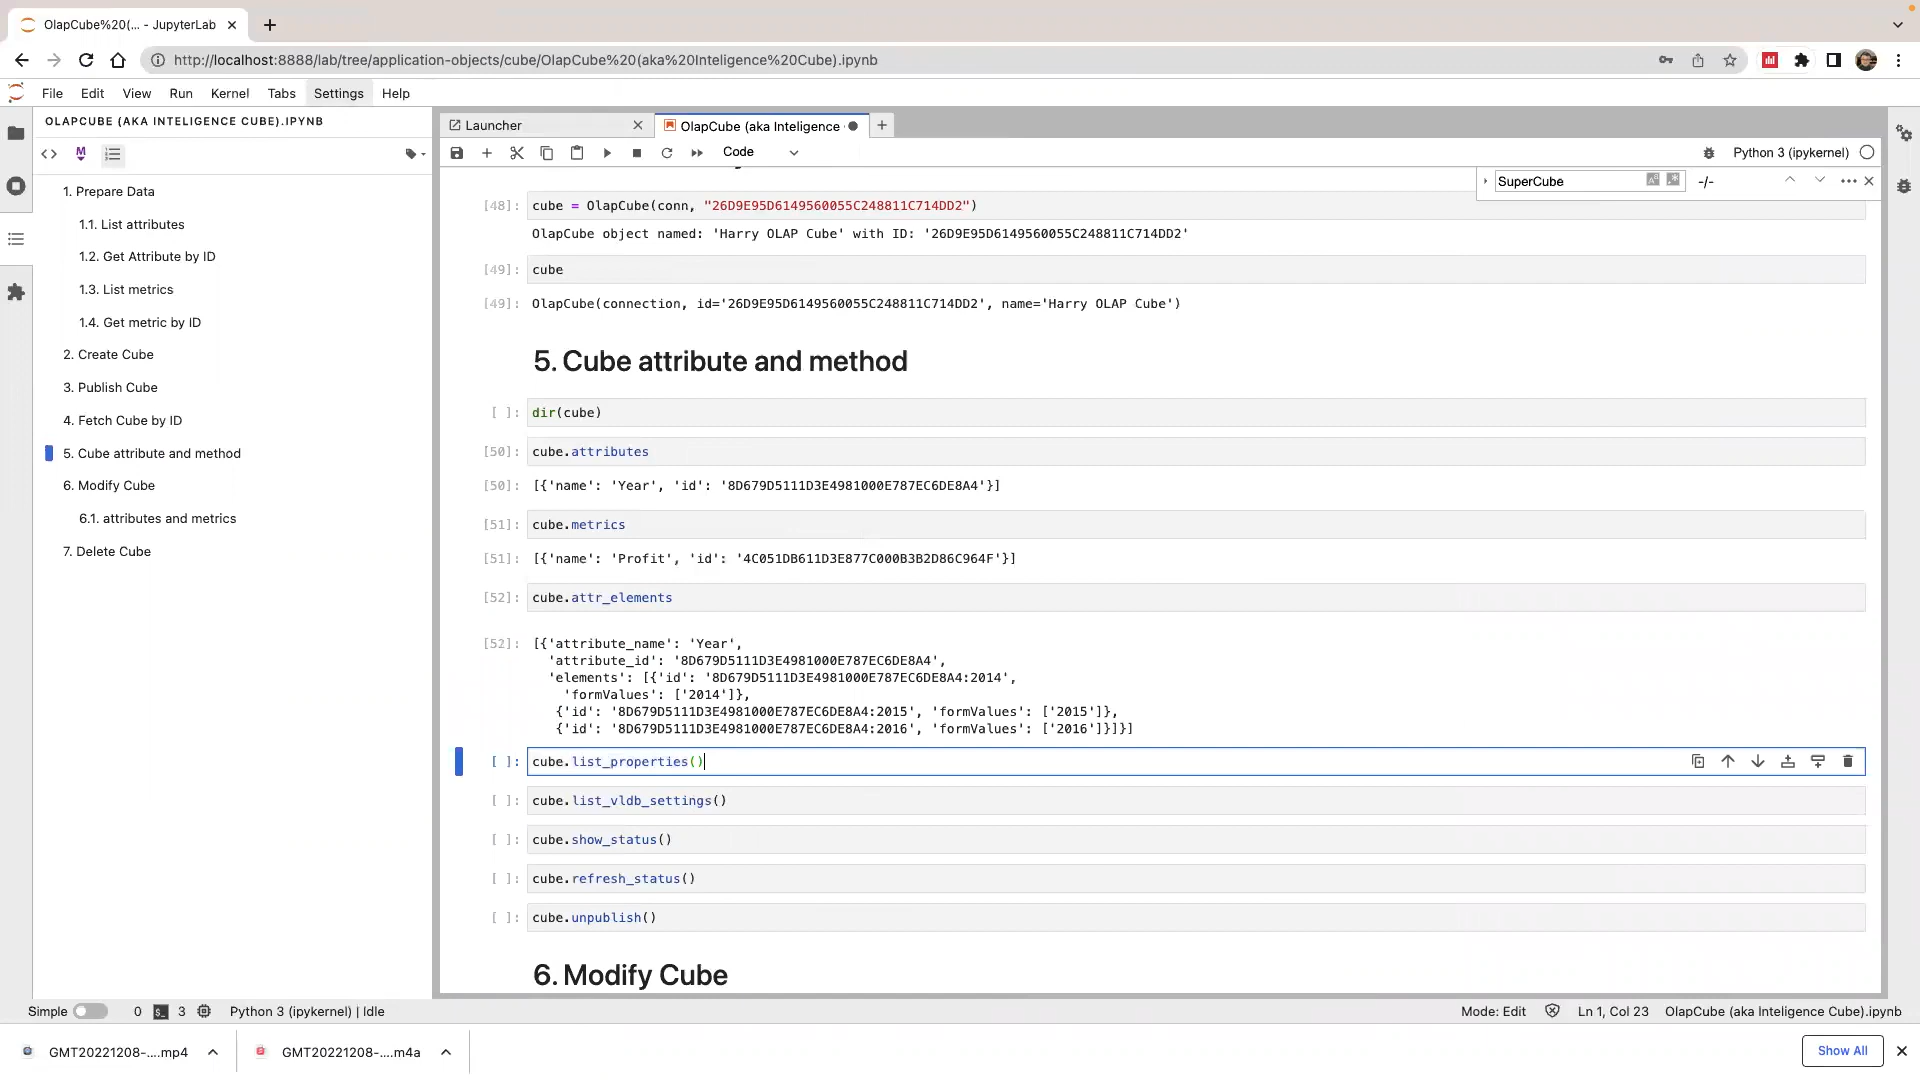 OlapCube%20(... - JupyterLab
http://localhost:8888/lab/tree/application-objects/cube/OlapCube%20(aka%20Inteligence%20Cube).ipynb
File Edit View Run Kernel Tabs Settings Help
OLAPCUBE (AKA INTELIGENCE CUBE).IPYNB
1. Prepare Data
1.1. List attributes
1.2. Get Attribute by ID
1.3. List metrics
1.4. Get metric by ID
2. Create Cube
3. Publish Cube
4. Fetch Cube by ID
5. Cube attribute and method
6. Modify Cube
6.1. attributes and metrics
7. Delete Cube
Launcher
OlapCube (aka Inteligence
Code
Python 3 (ipykernel)
SuperCube
-/-
[48]: cube = OlapCube(conn, "26D9E95D6149560055C248811C714DD2")
OlapCube object named: 'Harry OLAP Cube' with ID: '26D9E95D6149560055C248811C714DD2'
[49]: cube
[49]: OlapCube(connection, id='26D9E95D6149560055C248811C714DD2', name='Harry OLAP Cube')
5. Cube attribute and method
[ ]: dir(cube)
[50]: cube.attributes
[50]: [{'name': 'Year', 'id': '8D679D5111D3E4981000E787EC6DE8A4'}]
[51]: cube.metrics
[51]: [{'name': 'Profit', 'id': '4C051DB611D3E877C000B3B2D86C964F'}]
[52]: cube.attr_elements
[52]: [{'attribute_name': 'Year',
'attribute_id': '8D679D5111D3E4981000E787EC6DE8A4',
'elements': [{'id': '8D679D5111D3E4981000E787EC6DE8A4:2014',
'formValues': ['2014']},
{'id': '8D679D5111D3E4981000E787EC6DE8A4:2015', 'formValues': ['2015']},
{'id': '8D679D5111D3E4981000E787EC6DE8A4:2016', 'formValues': ['2016']}]}]
[ ]: cube.list_properties()
[ ]: cube.list_vldb_settings()
[ ]: cube.show_status()
[ ]: cube.refresh_status()
[ ]: cube.unpublish()
6. Modify Cube
Simple 0 3 Python 3 (ipykernel) | Idle
Mode: Edit Ln 1, Col 23 OlapCube (aka Inteligence Cube).ipynb
GMT20221208-....mp4
GMT20221208-....m4a
Show All